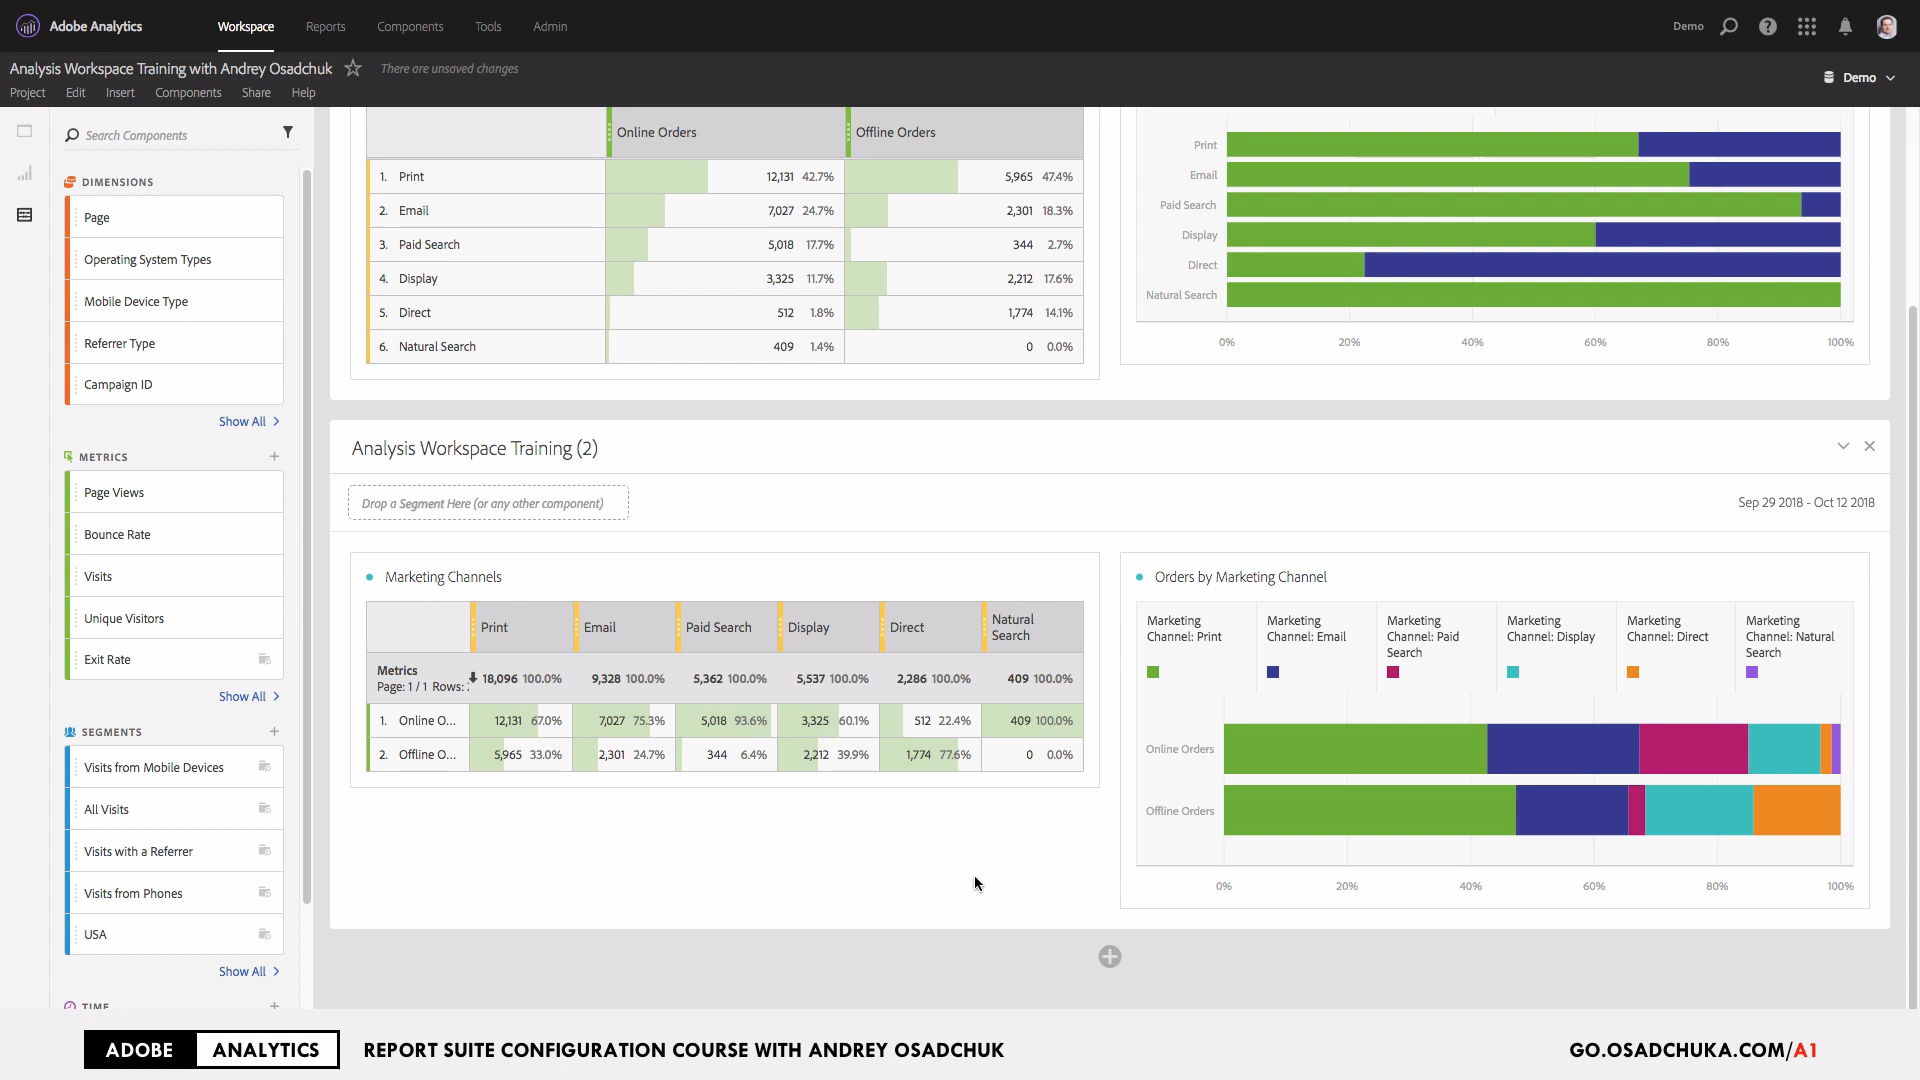 Adobe Analytics
Workspace
Reports
Components
Tools
Admin
Demo
Analysis Workspace Training with Andrey Osadchuk
There are unsaved changes
Demo
Project
Edit
Insert
Components
Share
Help
Search Components
DIMENSIONS
Page
Operating System Types
Mobile Device Type
Referrer Type
Campaign ID
Show All
METRICS
Page Views
Bounce Rate
Visits
Unique Visitors
Exit Rate
Show All
SEGMENTS
Visits from Mobile Devices
All Visits
Visits with a Referrer
Visits from Phones
USA
Show All
TIME
Online Orders Offline Orders
1. Print 12,131 42.7% 5,965 47.4%
2. Email 7,027 24.7% 2,301 18.3%
3. Paid Search 5,018 17.7% 344 2.7%
4. Display 3,325 11.7% 2,212 17.6%
5. Direct 512 1.8% 1,774 14.1%
6. Natural Search 409 1.4% 0 0.0%
Print
Email
Paid Search
Display
Direct
Natural Search
0% 20% 40% 60% 80% 100%
Analysis Workspace Training (2)
Drop a Segment Here (or any other component)
Sep 29 2018 - Oct 12 2018
Marketing Channels
Print Email Paid Search Display Direct Natural
Search
Metrics
Page: 1 / 1 Rows: 18,096 100.0% 9,328 100.0% 5,362 100.0% 5,537 100.0% 2,286 100.0% 409 100.0%
1. Online O... 12,131 67.0% 7,027 75.3% 5,018 93.6% 3,325 60.1% 512 22.4% 409 100.0%
2. Offline O... 5,965 33.0% 2,301 24.7% 344 6.4% 2,212 39.9% 1,774 77.6% 0 0.0%
Orders by Marketing Channel
Marketing
Channel: Print
Marketing
Channel: Email
Marketing
Channel: Paid
Search
Marketing
Channel: Display
Marketing
Channel: Direct
Marketing
Channel: Natural
Search
Online Orders
Offline Orders
0% 20% 40% 60% 80% 100%
ADOBE ANALYTICS
REPORT SUITE CONFIGURATION COURSE WITH ANDREY OSADCHUK
GO.OSADCHUKA.COM/A1